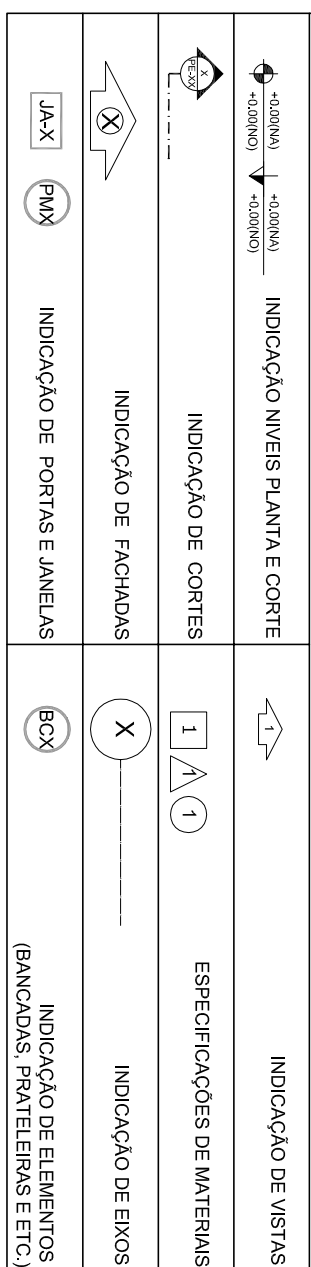 +0.00(NA)
+0.00(NO)
+0.00(NA)
+0.00(NO)
INDICAÇÃO NIVEIS PLANTA E CORTE
1
INDICAÇÃO DE VISTAS
X
PE-XX
INDICAÇÃO DE CORTES
1 1 1
ESPECIFICAÇÕES DE MATERIAIS
X
INDICAÇÃO DE FACHADAS
X
INDICAÇÃO DE EIXOS
JA-X PMX
INDICAÇÃO DE PORTAS E JANELAS
BCX
INDICAÇÃO DE ELEMENTOS
(BANCADAS, PRATELEIRAS E ETC.)